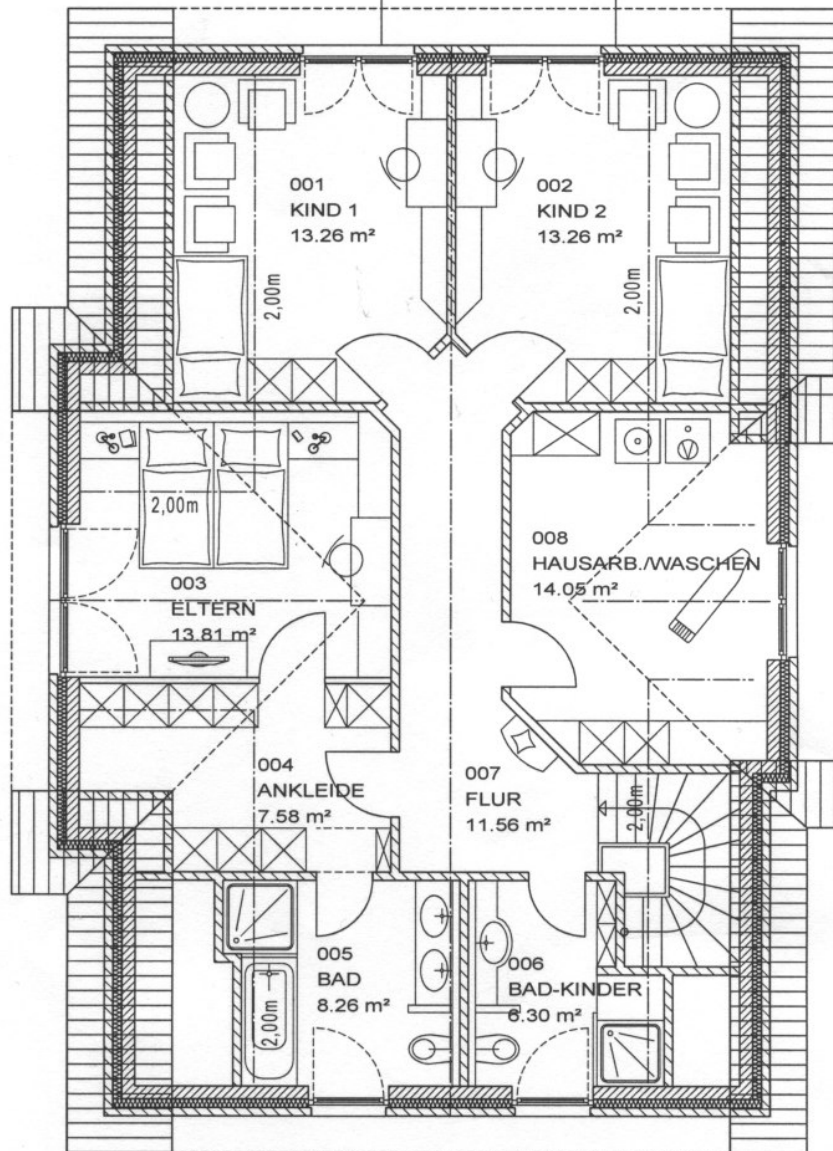 001
KIND 1
13.26 m²
002
KIND 2
13.26 m²
2,00m
2,00m
2,00m
003
ELTERN
13.81 m²
008
HAUSARB./WASCHEN
14.05 m²
004
ANKLEIDE
7.58 m²
007
FLUR
11.56 m²
2,00m
005
BAD
8.26 m²
006
BAD-KINDER
6.30 m²
2,00m